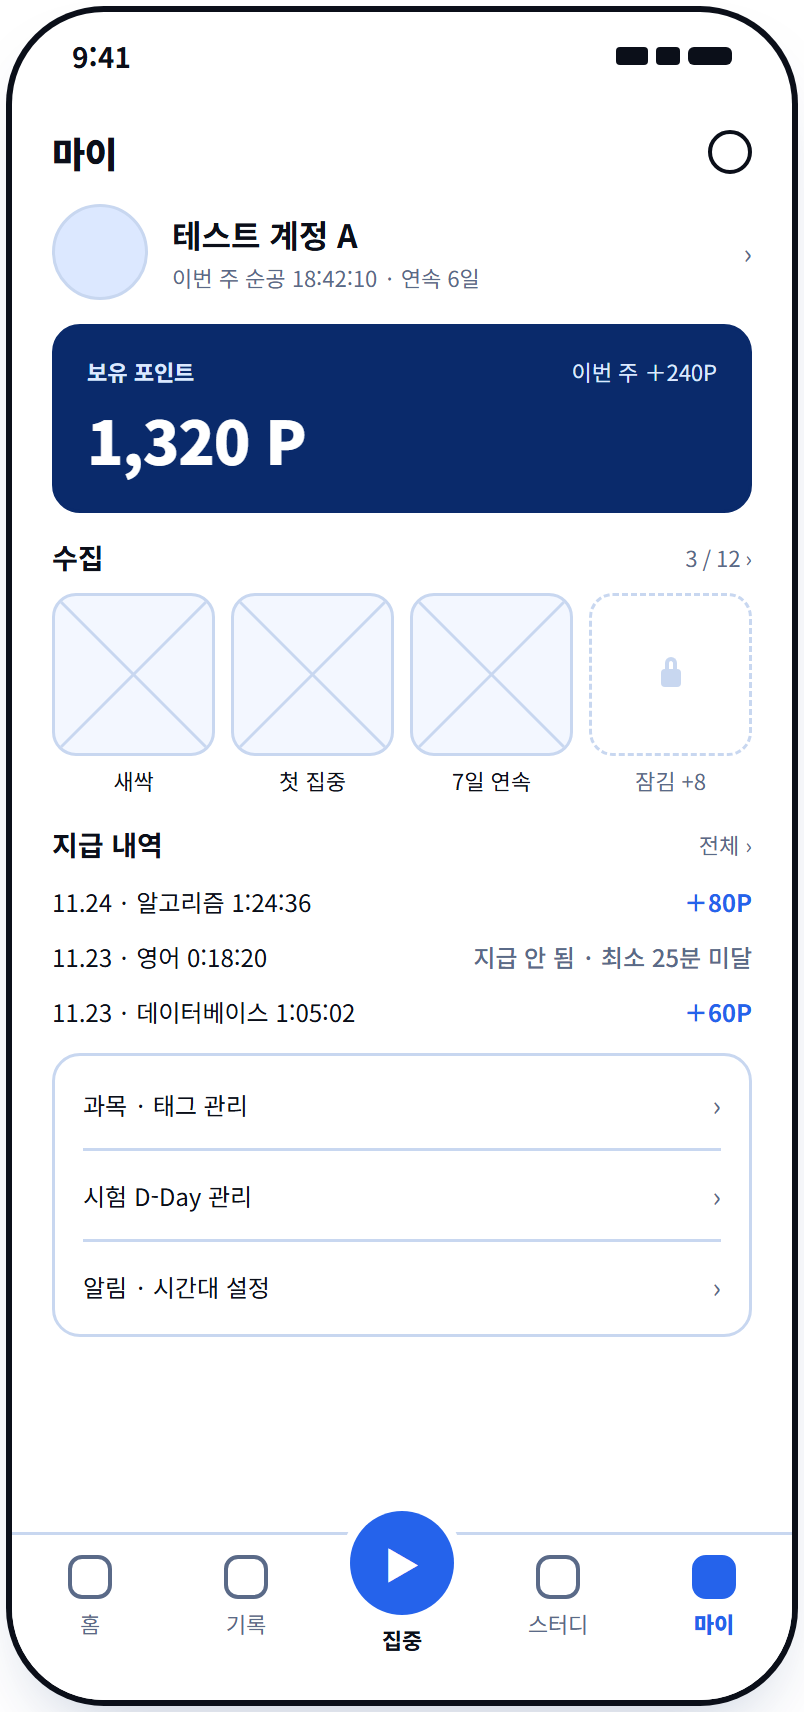 9:41
마이
테스트 계정 A
이번 주 순공 18:42:10 · 연속 6일 ›
보유 포인트 이번 주 +240P
1,320 P
수집 3 / 12 ›
새싹 첫 집중 7일 연속 잠김 +8
지급 내역 전체 ›
11.24 · 알고리즘 1:24:36 +80P
11.23 · 영어 0:18:20 지급 안 됨 · 최소 25분 미달
11.23 · 데이터베이스 1:05:02 +60P
과목 · 태그 관리 ›
시험 D-Day 관리 ›
알림 · 시간대 설정 ›
홈 기록 집중 스터디 마이